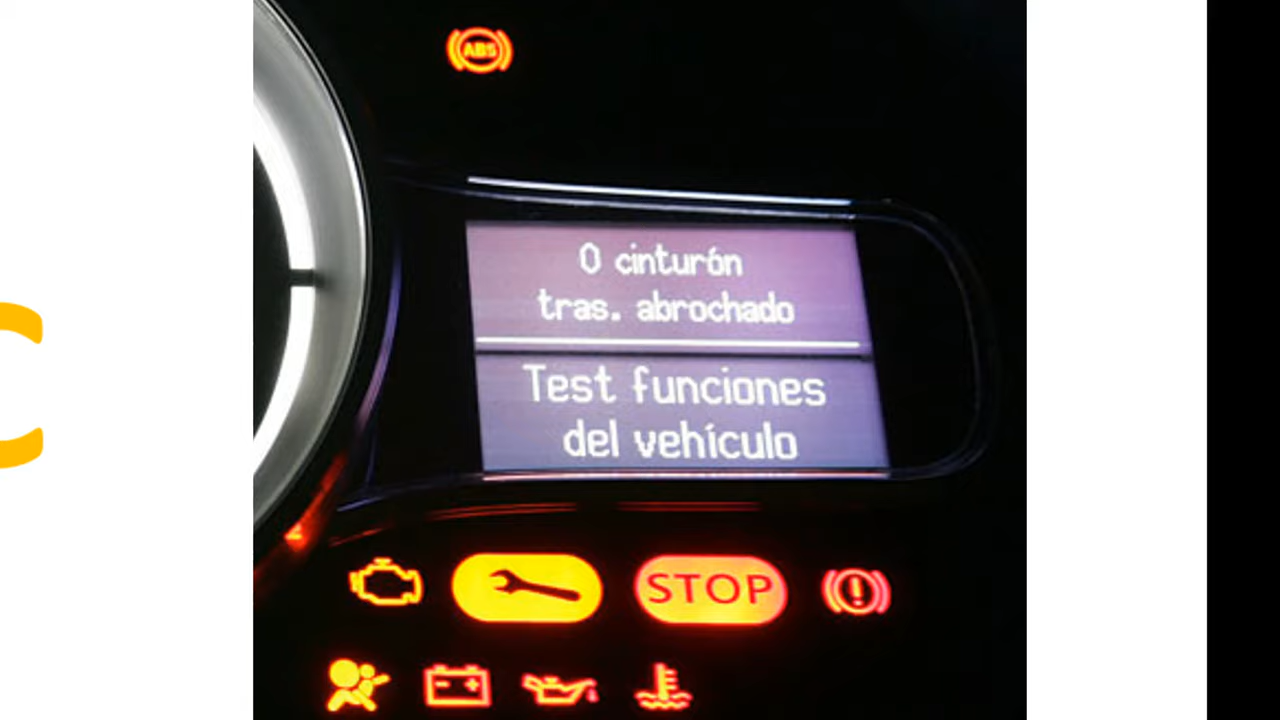 ABS
0 cinturón
tras. abrochado
Test funciones
del vehículo
STOP